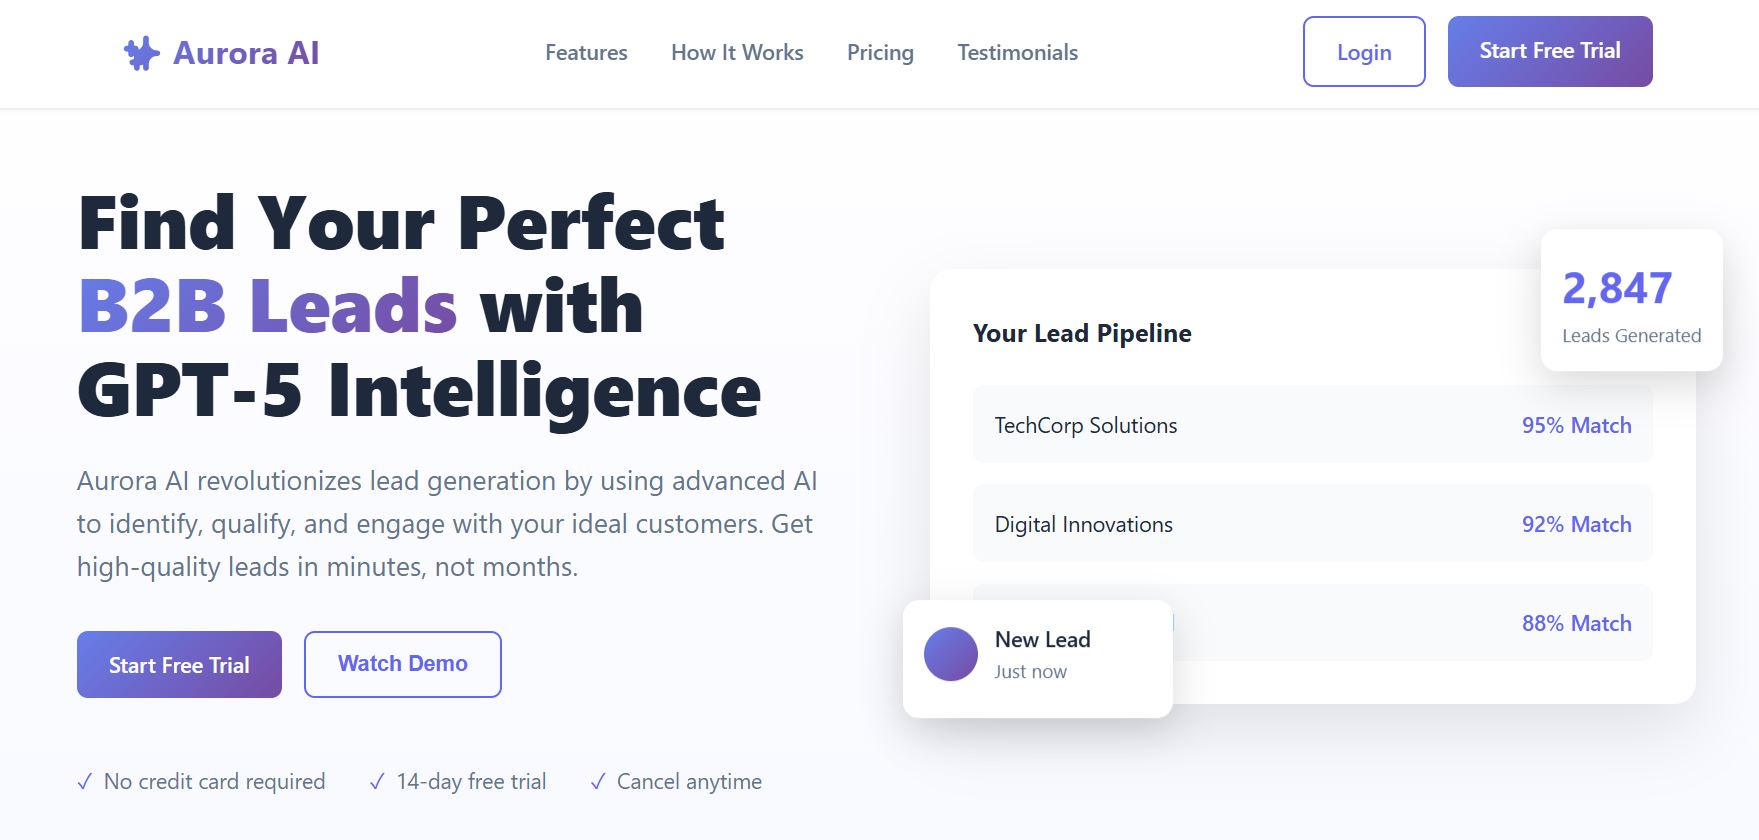 Aurora AI
Features
How It Works
Pricing
Testimonials
Login
Start Free Trial
Find Your Perfect
B2B Leads with
GPT-5 Intelligence
Aurora AI revolutionizes lead generation by using advanced AI
to identify, qualify, and engage with your ideal customers. Get
high-quality leads in minutes, not months.
Start Free Trial
Watch Demo
✓ No credit card required
✓ 14-day free trial
✓ Cancel anytime
2,847
Leads Generated
Your Lead Pipeline
TechCorp Solutions 95% Match
Digital Innovations 92% Match
88% Match
New Lead
Just now